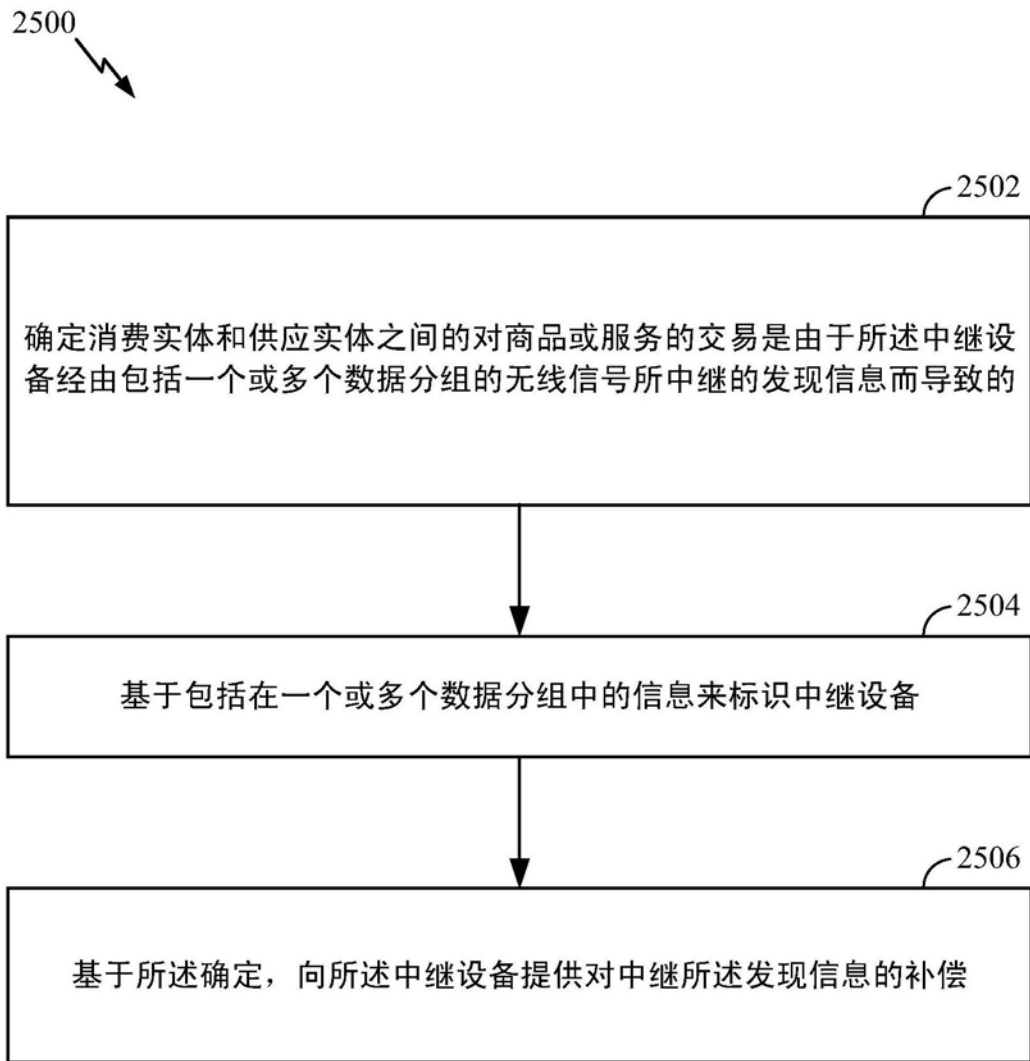 2500
2502
确定消费实体和供应实体之间的对商品或服务的交易是由于所述中继设
备经由包括一个或多个数据分组的无线信号所中继的发现信息而导致的
2504
基于包括在一个或多个数据分组中的信息来标识中继设备
2506
基于所述确定，向所述中继设备提供对中继所述发现信息的补偿